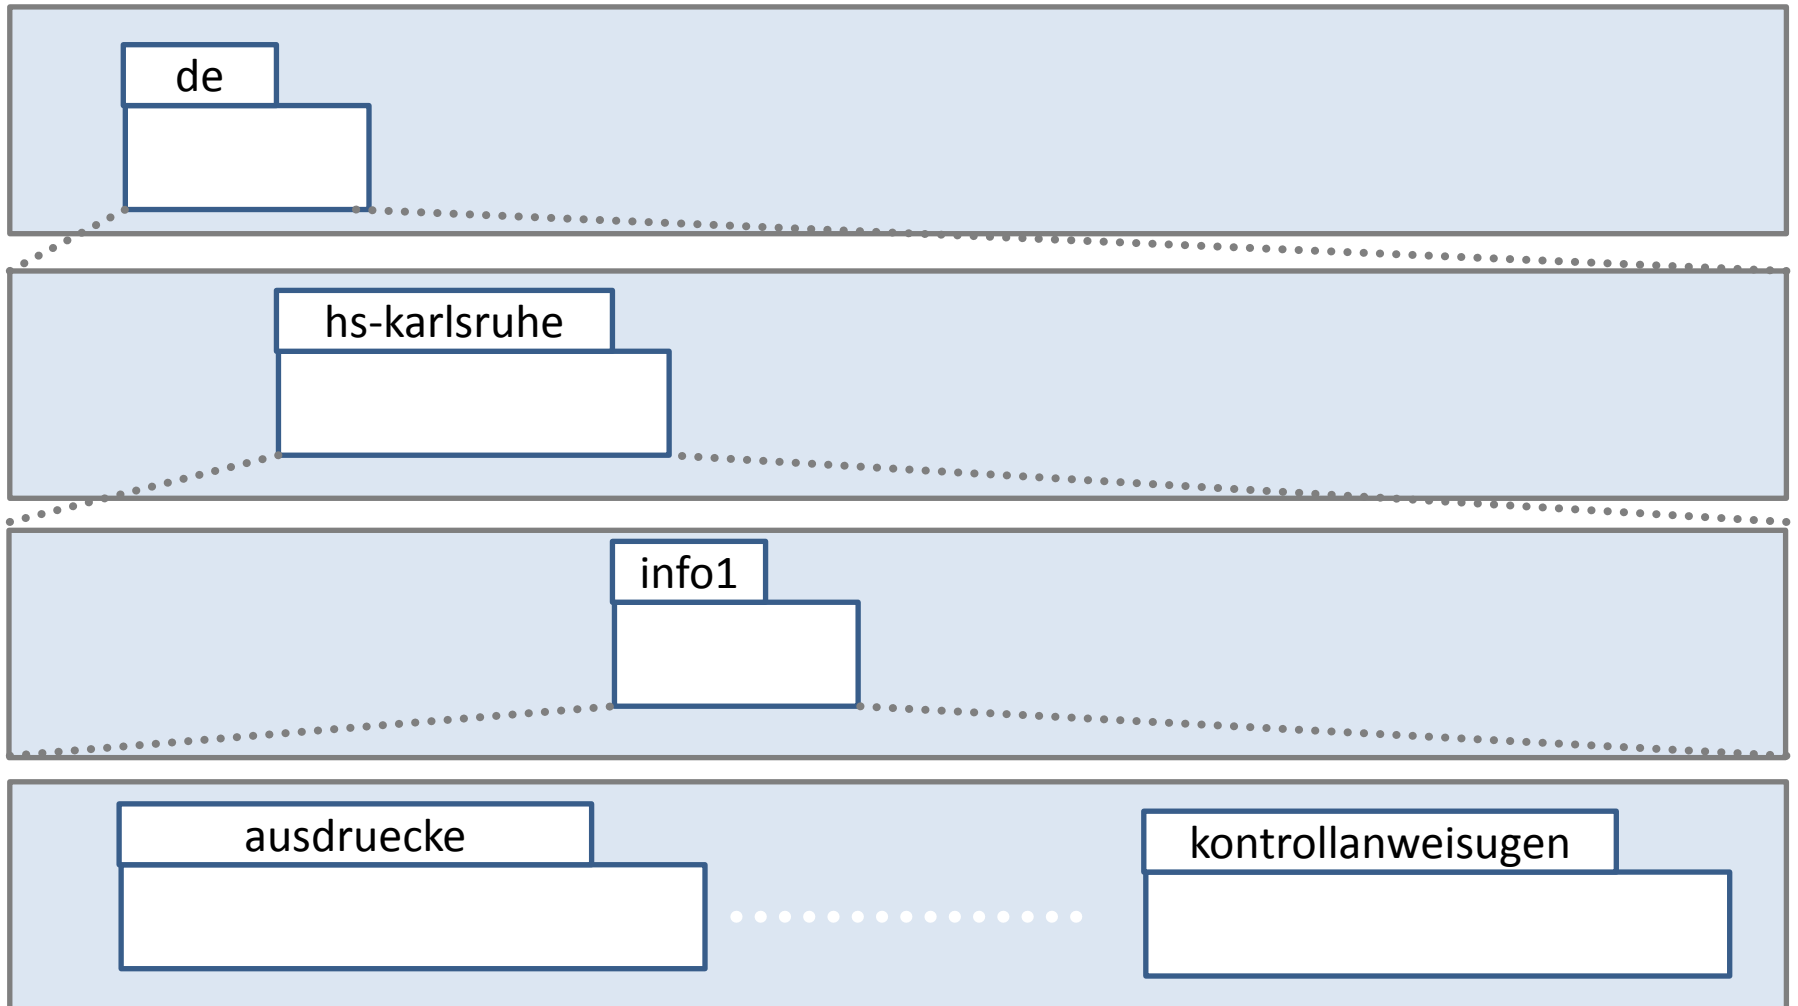 de
hs-karlsruhe
info1
ausdruecke
kontrollanweisugen